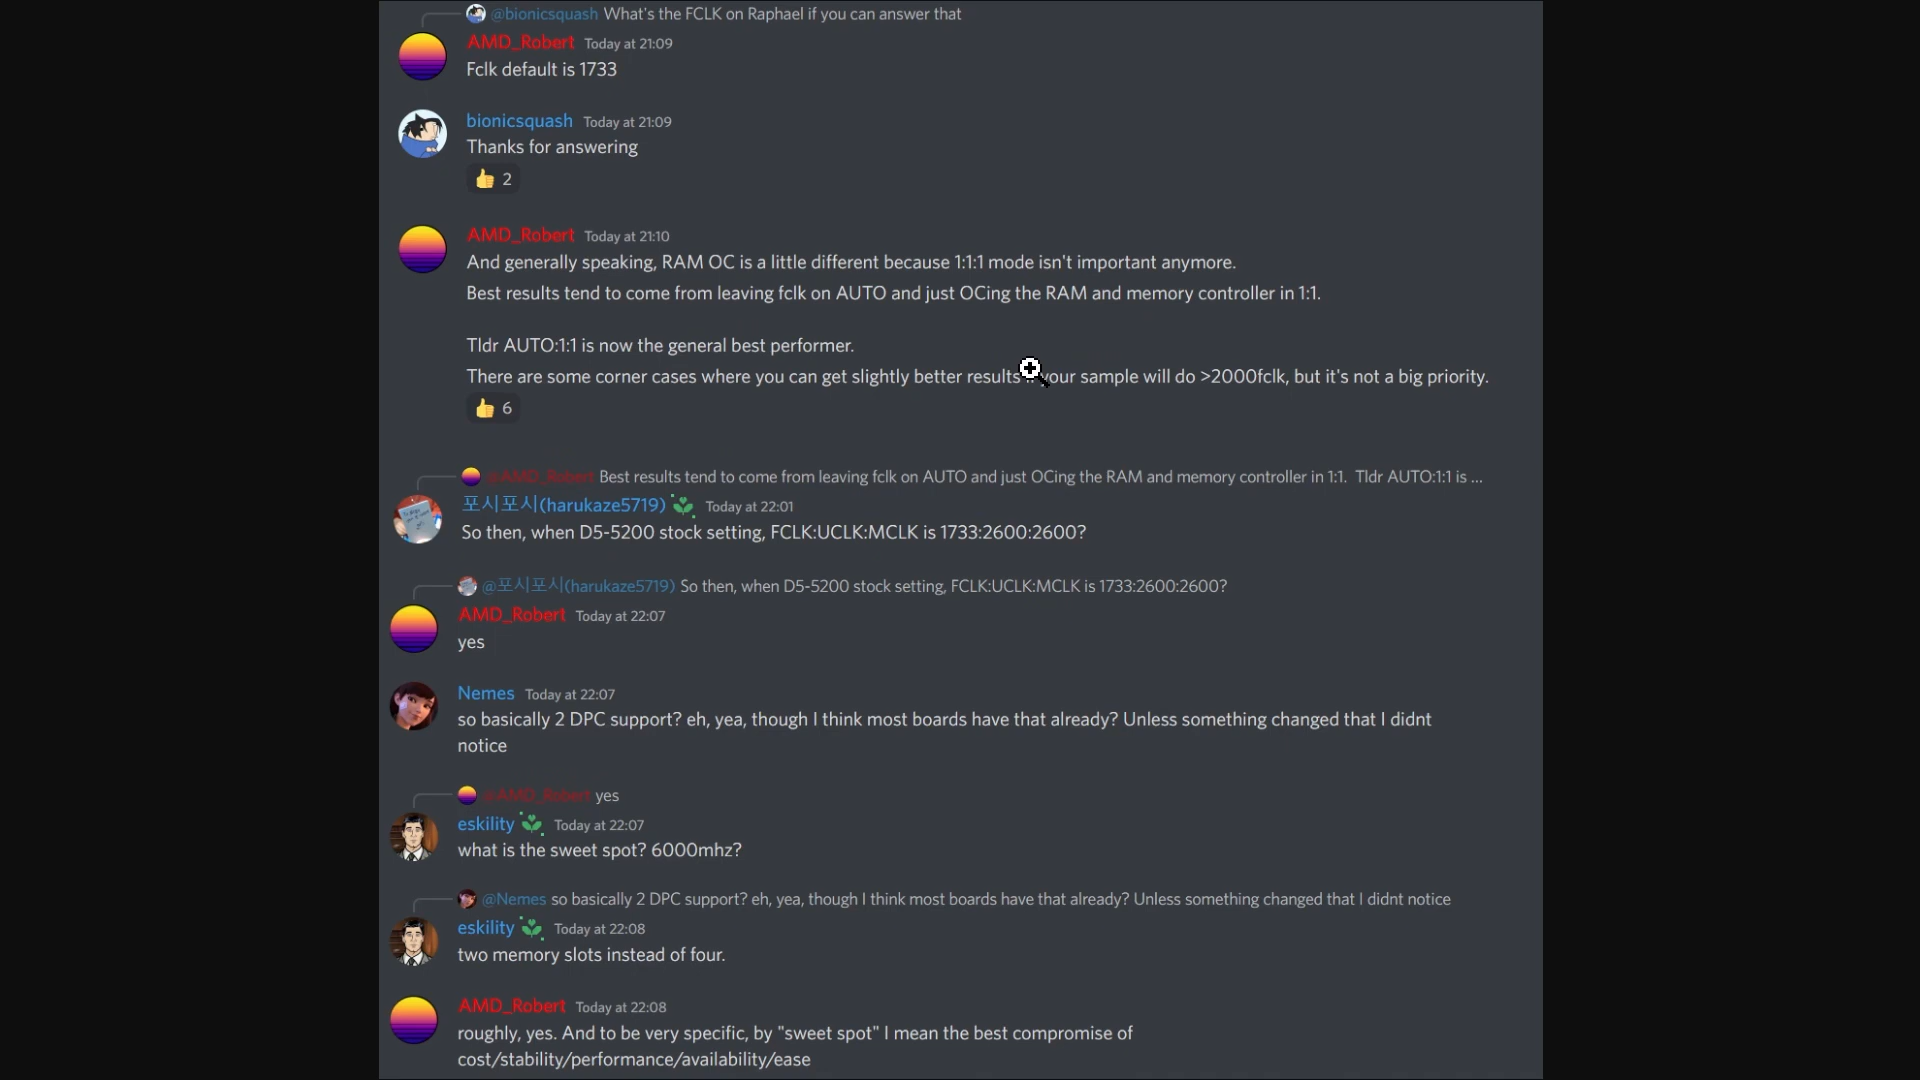 @bionicsquash What's the FCLK on Raphael if you can answer that
AMD_Robert Today at 21:09
Fclk default is 1733
bionicsquash Today at 21:09
Thanks for answering
👍 2
AMD_Robert Today at 21:10
And generally speaking, RAM OC is a little different because 1:1:1 mode isn't important anymore.
Best results tend to come from leaving fclk on AUTO and just OCing the RAM and memory controller in 1:1.
Tldr AUTO:1:1 is now the general best performer.
There are some corner cases where you can get slightly better results your sample will do >2000fclk, but it's not a big priority.
👍 6
@AMD_Robert Best results tend to come from leaving fclk on AUTO and just OCing the RAM and memory controller in 1:1. Tldr AUTO:1:1 is ...
포시포시(harukaze5719) Today at 22:01
So then, when D5-5200 stock setting, FCLK:UCLK:MCLK is 1733:2600:2600?
@포시포시(harukaze5719) So then, when D5-5200 stock setting, FCLK:UCLK:MCLK is 1733:2600:2600?
AMD_Robert Today at 22:07
yes
Nemes Today at 22:07
so basically 2 DPC support? eh, yea, though I think most boards have that already? Unless something changed that I didnt
notice
@AMD_Robert yes
eskility Today at 22:07
what is the sweet spot? 6000mhz?
@Nemes so basically 2 DPC support? eh, yea, though I think most boards have that already? Unless something changed that I didnt notice
eskility Today at 22:08
two memory slots instead of four.
AMD_Robert Today at 22:08
roughly, yes. And to be very specific, by "sweet spot" I mean the best compromise of
cost/stability/performance/availability/ease